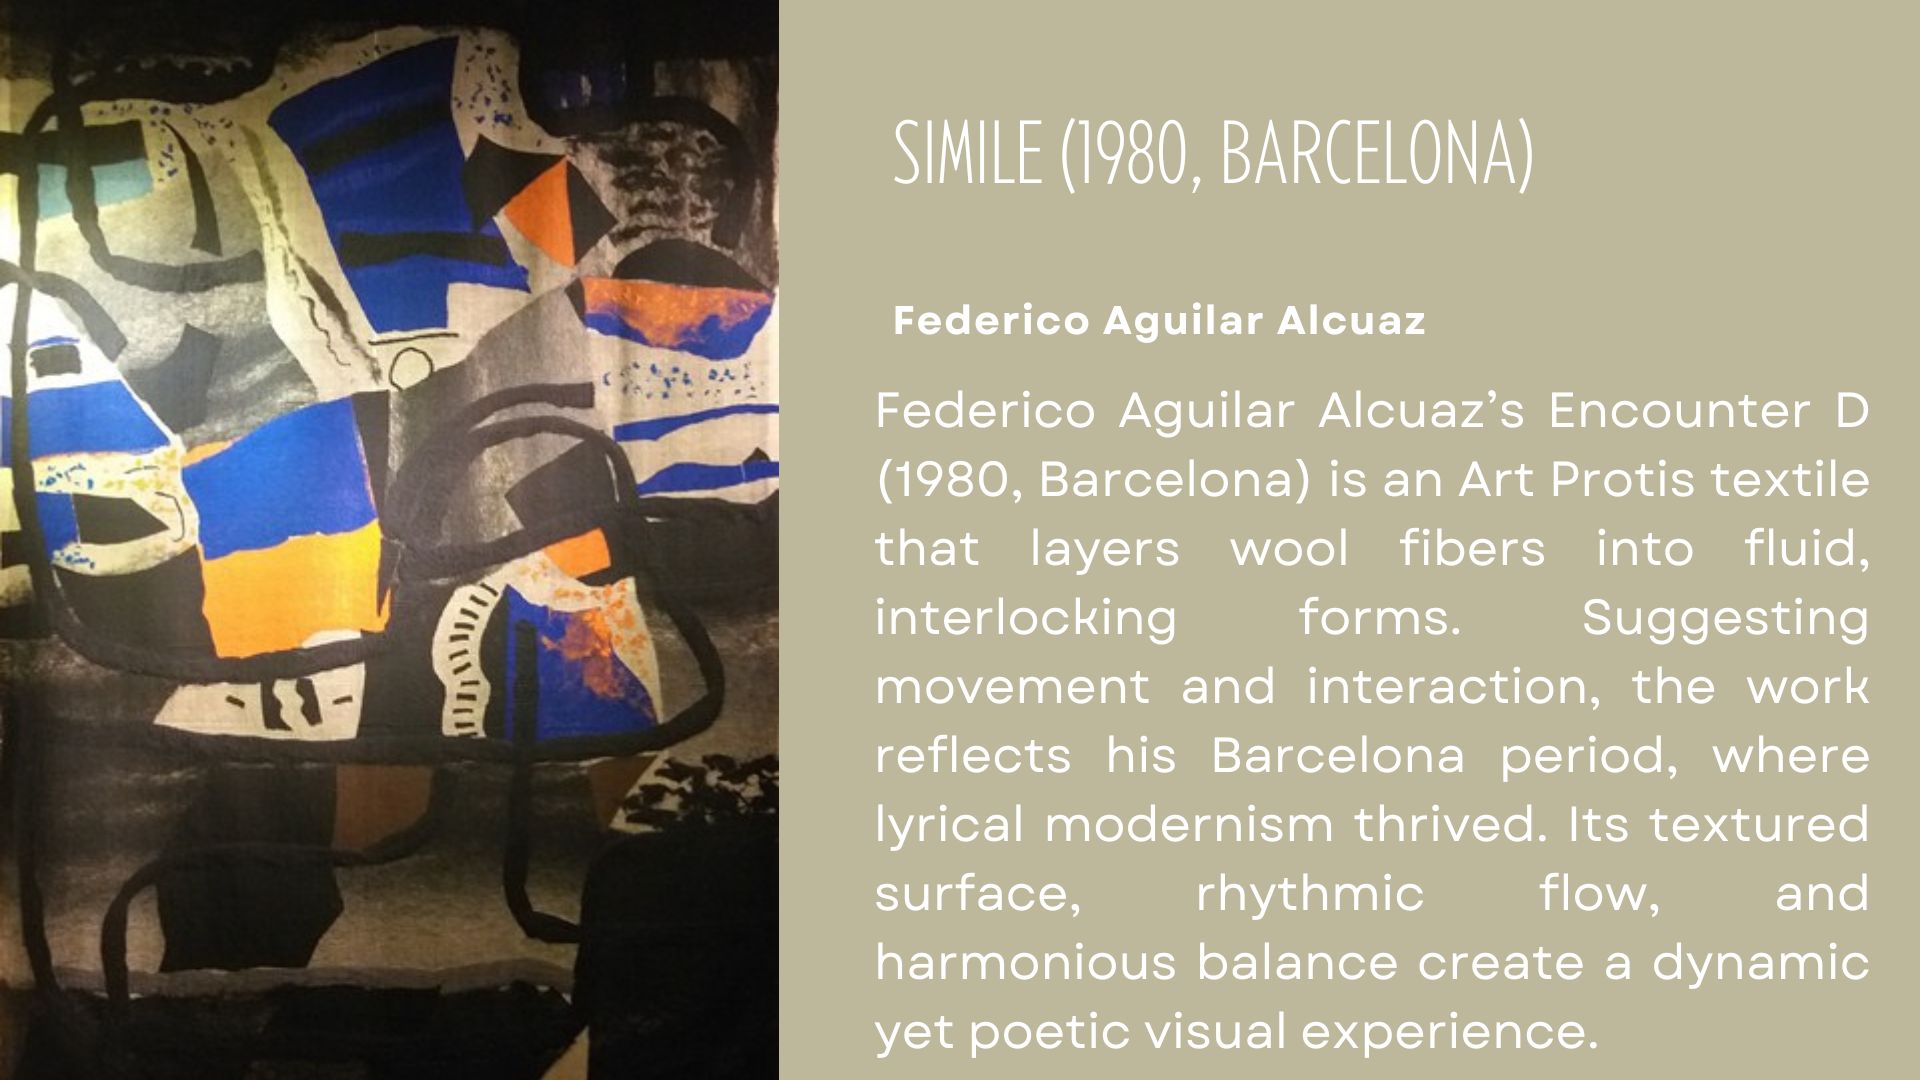 SIMILE (1980, BARCELONA)
Federico Aguilar Alcuaz
Federico Aguilar Alcuaz’s Encounter D
(1980, Barcelona) is an Art Protis textile
that layers wool fibers into fluid,
interlocking forms. Suggesting
movement and interaction, the work
reflects his Barcelona period, where
lyrical modernism thrived. Its textured
surface, rhythmic flow, and
harmonious balance create a dynamic
yet poetic visual experience.